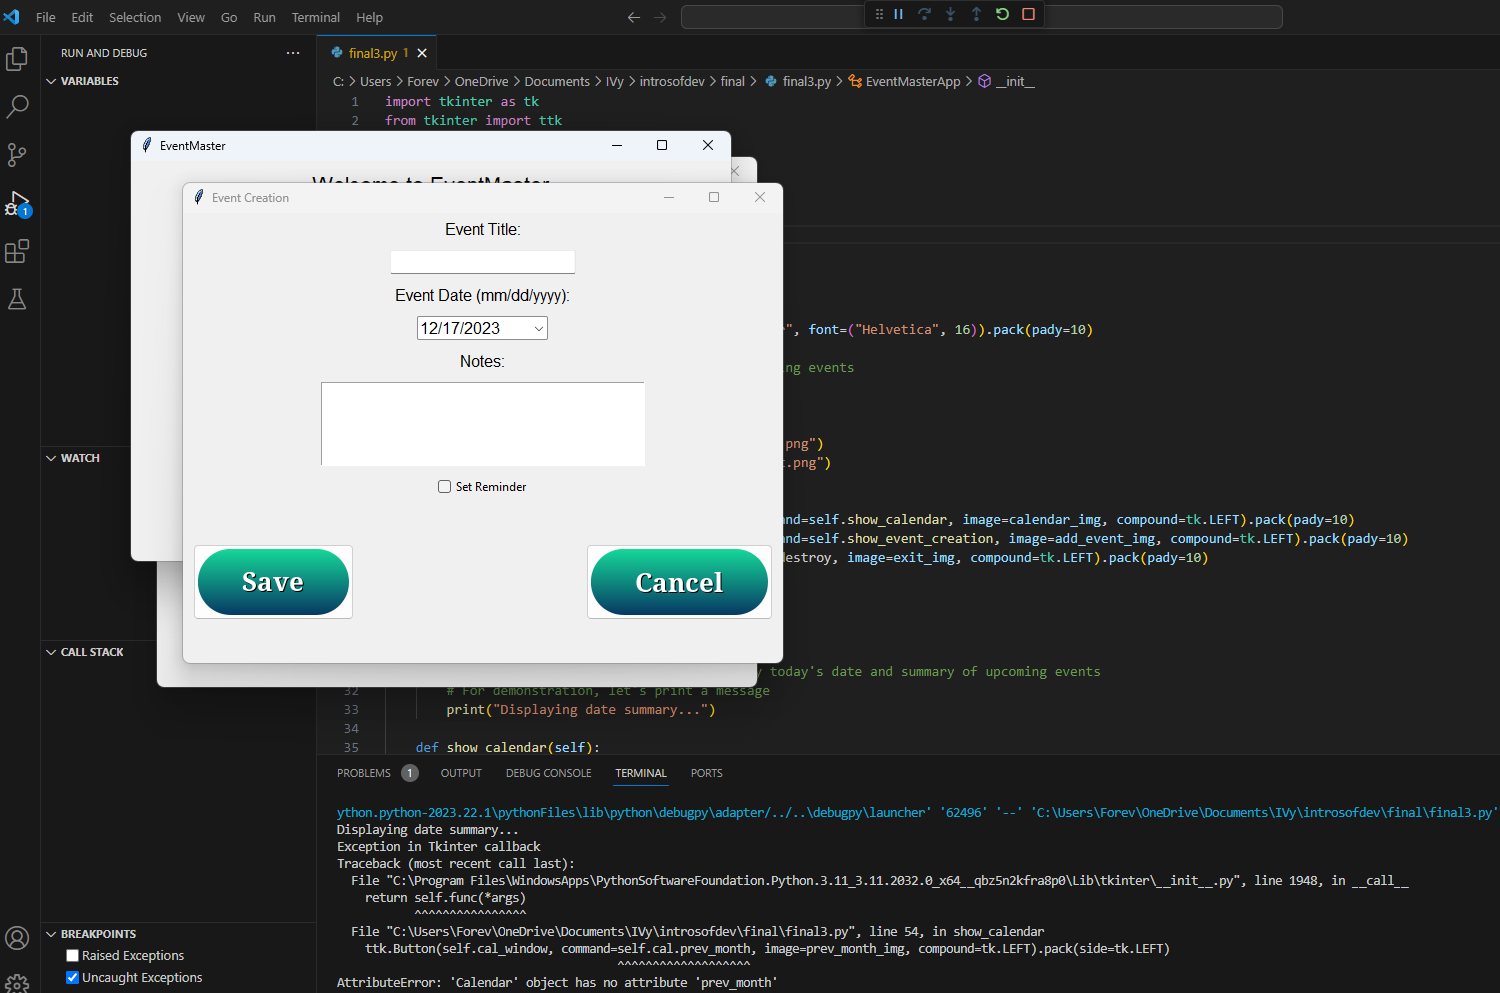 File Edit Selection View Go Run Terminal Help
RUN AND DEBUG
final3.py 1
VARIABLES
C: > Users > Forev > OneDrive > Documents > IVy > introsofdev > final > final3.py > EventMasterApp > __init__
1 import tkinter as tk
2 from tkinter import ttk
EventMaster
Event Creation
Event Title:
Event Date (mm/dd/yyyy):
12/17/2023
Notes:
Set Reminder
Save
Cancel
", font=("Helvetica", 16)).pack(pady=10)
ng events
png")
.png")
nd=self.show_calendar, image=calendar_img, compound=tk.LEFT).pack(pady=10)
nd=self.show_event_creation, image=add_event_img, compound=tk.LEFT).pack(pady=10)
destroy, image=exit_img, compound=tk.LEFT).pack(pady=10)
WATCH
CALL STACK
y today's date and summary of upcoming events
32 # For demonstration, let's print a message
33 print("Displaying date summary...")
34
35 def show_calendar(self):
PROBLEMS 1 OUTPUT DEBUG CONSOLE TERMINAL PORTS
ython.python-2023.22.1\pythonFiles\lib\python\debugpy\adapter/../..\debugpy\launcher' '62496' '--' 'C:\Users\Forev\OneDrive\Documents\IVy\introsofdev\final\final3.py'
Displaying date summary...
Exception in Tkinter callback
Traceback (most recent call last):
File "C:\Program Files\WindowsApps\PythonSoftwareFoundation.Python.3.11_3.11.2032.0_x64__qbz5n2kfra8p0\Lib\tkinter\__init__.py", line 1948, in __call__
return self.func(*args)
^^^^^^^^^^^^^^^^
File "C:\Users\Forev\OneDrive\Documents\IVy\introsofdev\final\final3.py", line 54, in show_calendar
ttk.Button(self.cal_window, command=self.cal.prev_month, image=prev_month_img, compound=tk.LEFT).pack(side=tk.LEFT)
^^^^^^^^^^^^^^^^^^^
AttributeError: 'Calendar' object has no attribute 'prev_month'
BREAKPOINTS
Raised Exceptions
Uncaught Exceptions
1